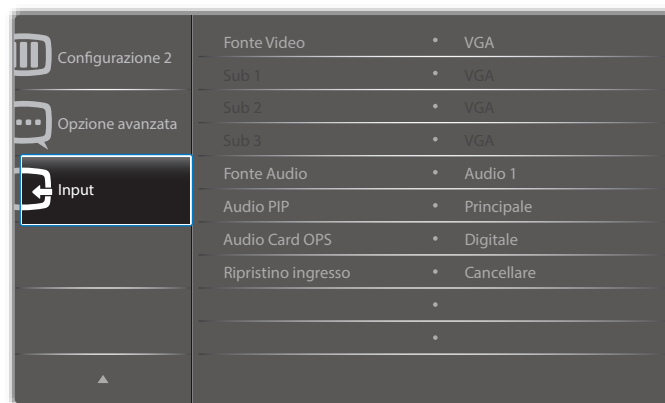 Configurazione 2
Opzione avanzata
Input
Fonte Video • VGA
Sub 1 • VGA
Sub 2 • VGA
Sub 3 • VGA
Fonte Audio • Audio 1
Audio PIP • Principale
Audio Card OPS • Digitale
Ripristino ingresso • Cancellare